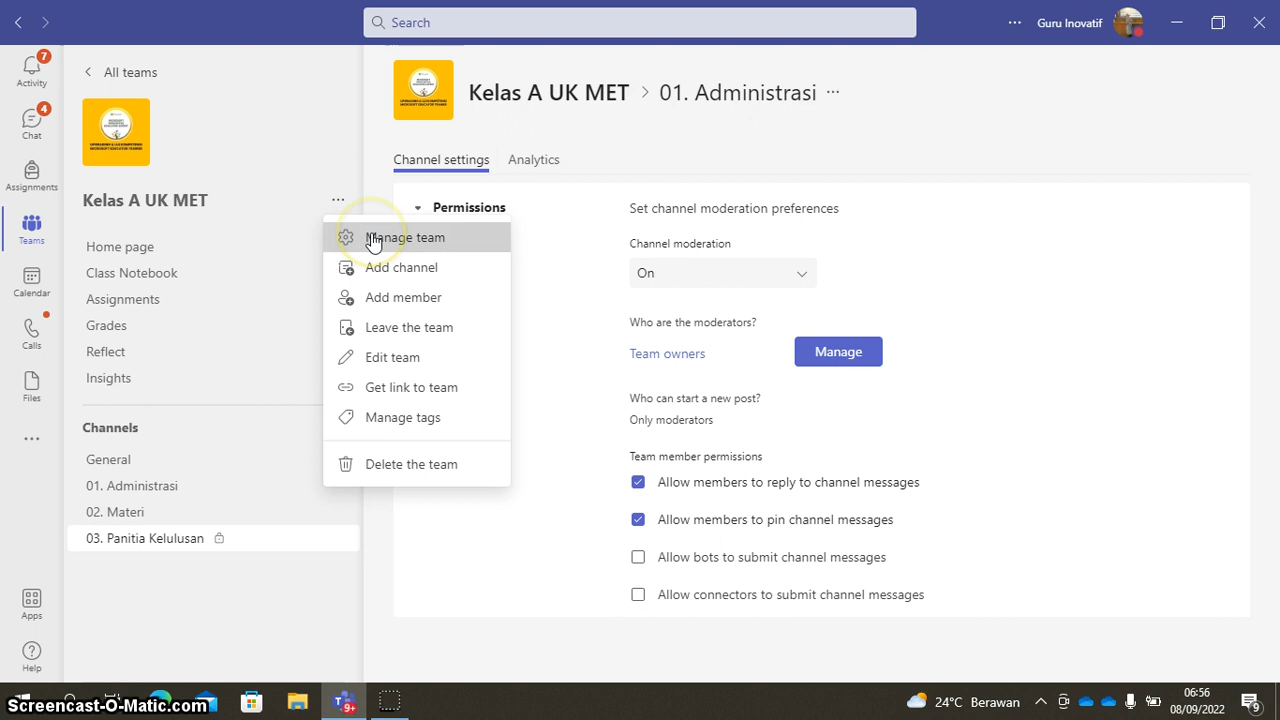 Search
Guru Inovatif
7
Activity
4
Chat
Assignments
Teams
Calendar
Calls
Files
Apps
Help
All teams
Kelas A UK MET
Home page
Class Notebook
Assignments
Grades
Reflect
Insights
Channels
General
01. Administrasi
02. Materi
03. Panitia Kelulusan
Manage team
Add channel
Add member
Leave the team
Edit team
Get link to team
Manage tags
Delete the team
Kelas A UK MET > 01. Administrasi
Channel settings
Analytics
Permissions
Set channel moderation preferences
Channel moderation
On
Who are the moderators?
Team owners
Manage
Who can start a new post?
Only moderators
Team member permissions
Allow members to reply to channel messages
Allow members to pin channel messages
Allow bots to submit channel messages
Allow connectors to submit channel messages
Screencast-O-Matic.com
9+
24°C Berawan
06:56
08/09/2022
9